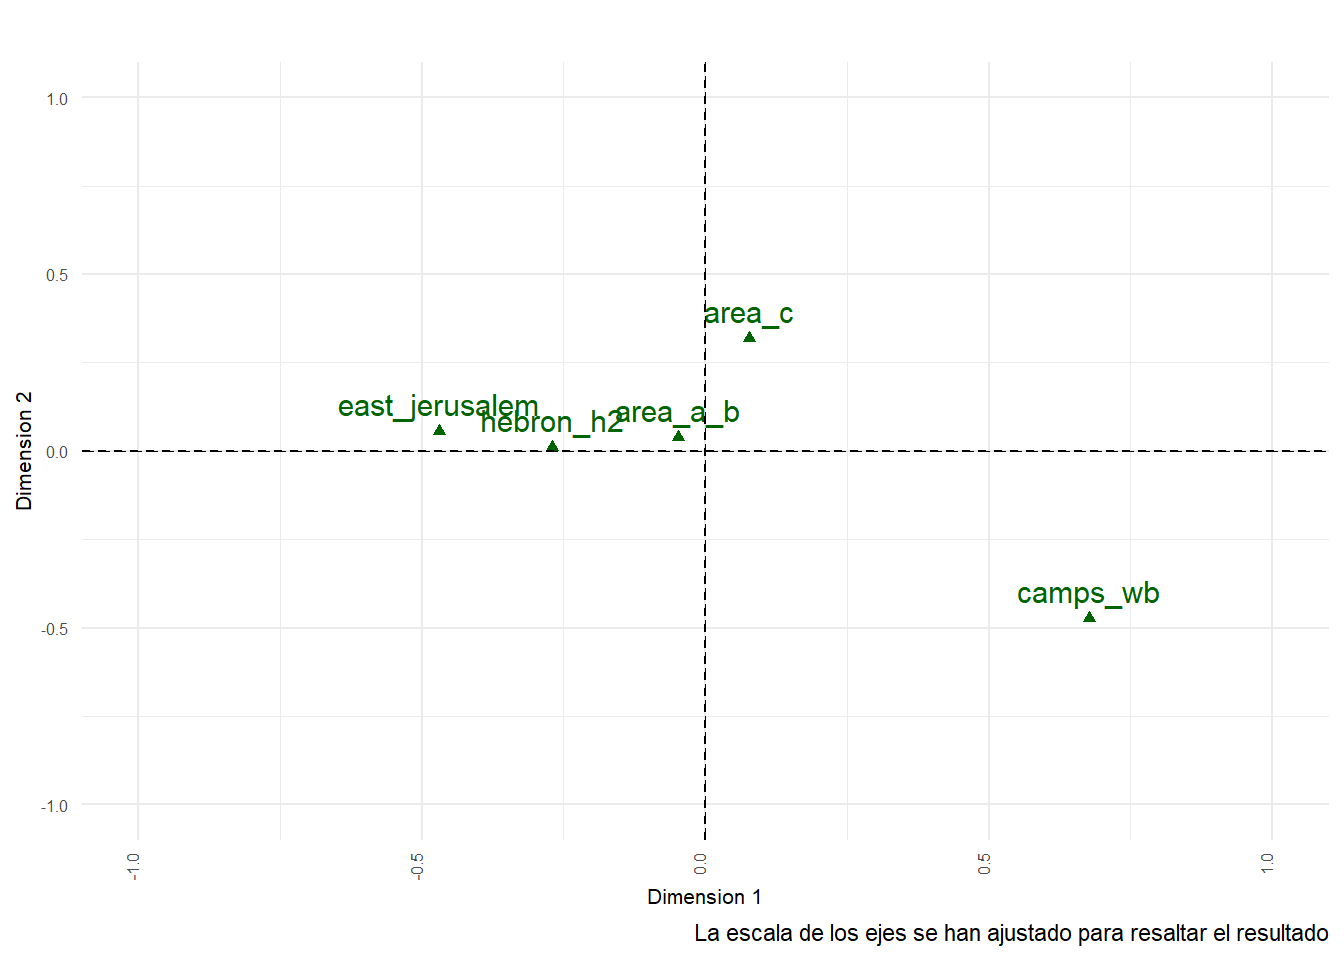 1.0
0.5
0.0
-0.5
-1.0
Dimension 2
area_c
east_jerusalem
hebron_h2
area_a_b
camps_wb
-1.0
-0.5
0.0
0.5
1.0
Dimension 1
La escala de los ejes se han ajustado para resaltar el resultado